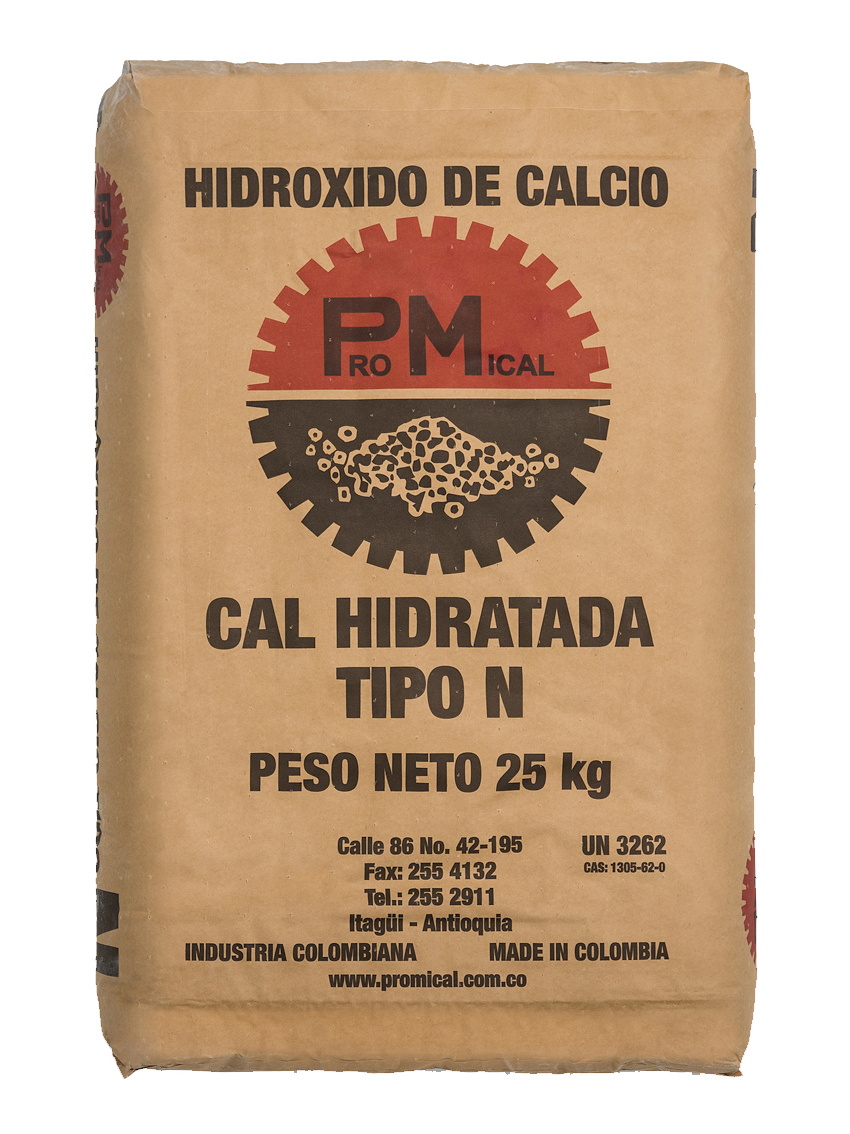 HIDROXIDO DE CALCIO
PRO MICAL
CAL HIDRATADA
TIPO N
PESO NETO 25 kg
Calle 86 No. 42-195
Fax: 255 4132
Tel.: 255 2911
Itagüi - Antioquia
UN 3262
CAS: 1305-62-0
INDUSTRIA COLOMBIANA
MADE IN COLOMBIA
www.promical.com.co
PM
N